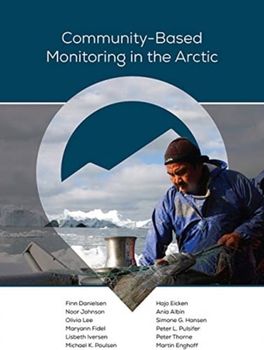 Community-Based
Monitoring in the Arctic
Finn Danielsen
Noor Johnson
Olivia Lee
Maryann Fidel
Lisbeth Iversen
Michael K. Poulsen
Hajo Eicken
Ania Albin
Simone G. Hansen
Peter L. Pulsifer
Peter Thorne
Martin Enghoff